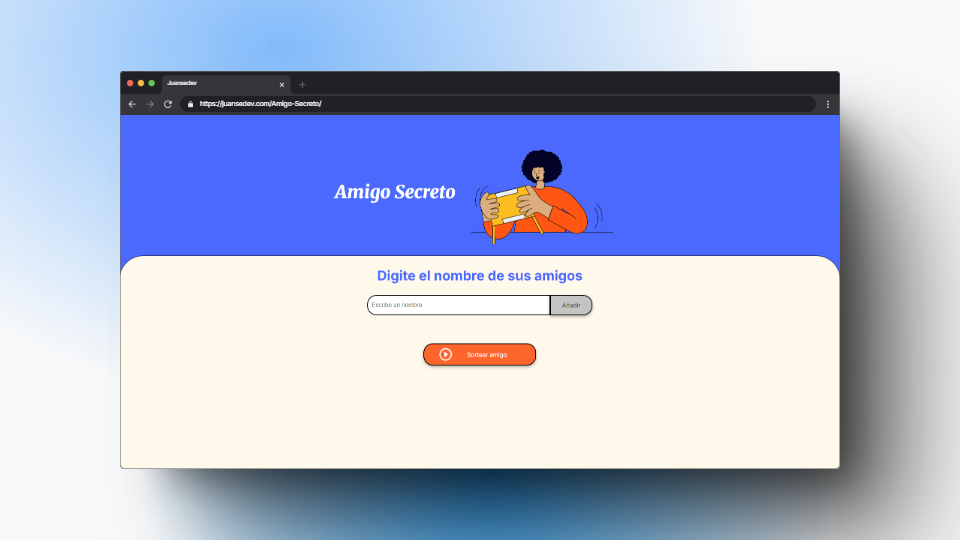 Juansedev
https://juansedev.com/Amigo-Secreto/
Amigo Secreto
Digite el nombre de sus amigos
Escribe un nombre
Añadir
Sortear amigo